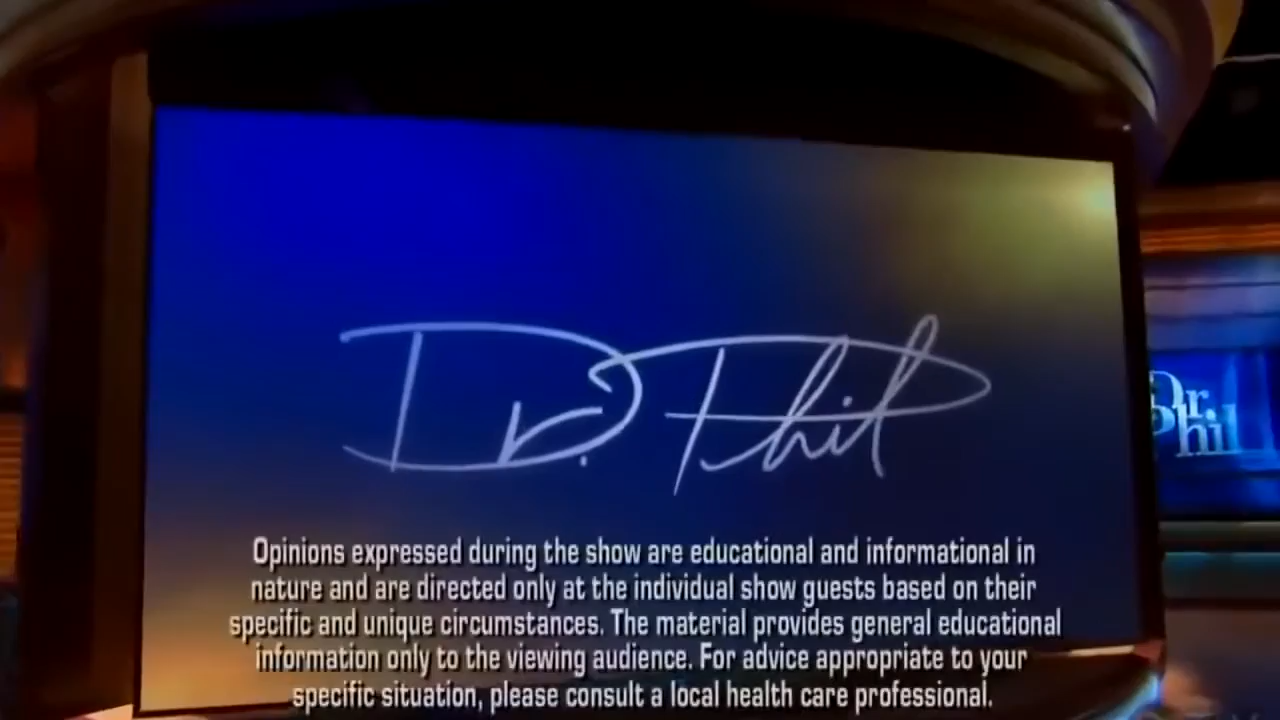 Dr. Phil
Dr.
Phil
Opinions expressed during the show are educational and informational in
nature and are directed only at the individual show guests based on their
specific and unique circumstances. The material provides general educational
information only to the viewing audience. For advice appropriate to your
specific situation, please consult a local health care professional.